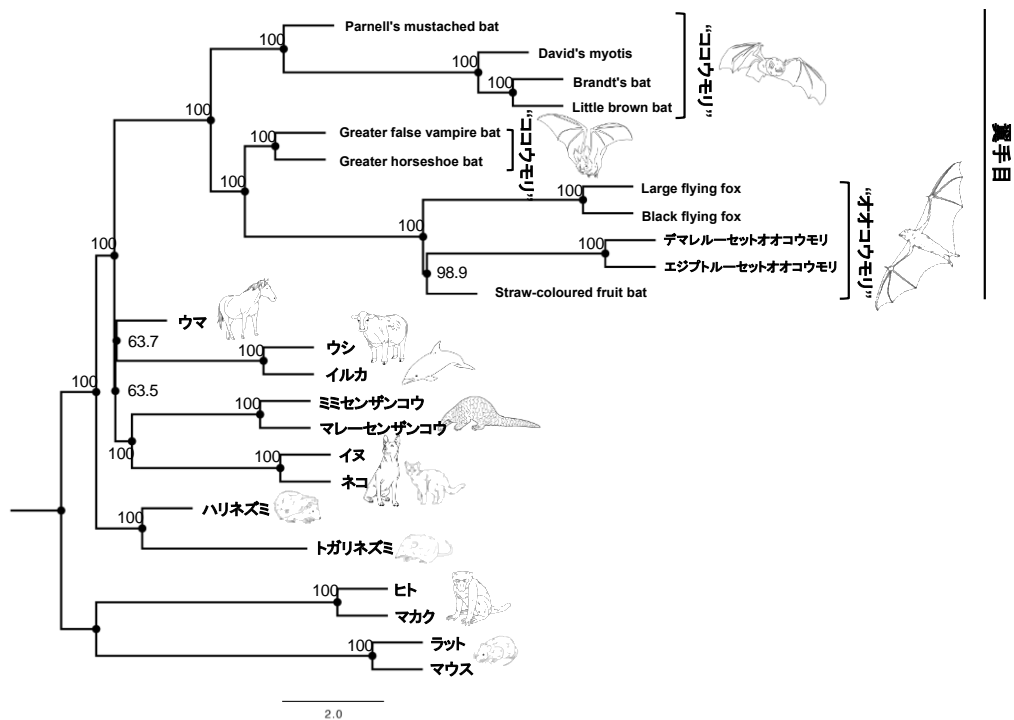 Parnell's mustached bat
100
David's myotis
100
Brandt's bat
100
Little brown bat
“ココウモリ”
100
Greater false vampire bat
100
Greater horseshoe bat
“ココウモリ”
100
Large flying fox
100
Black flying fox
デマレルーセットオオコウモリ
100
エジプトルーセットオオコウモリ
98.9
Straw-coloured fruit bat
“オオコウモリ”
翼手目
100
ウマ
63.7
ウシ
100
イルカ
100
63.5
ミミセンザンコウ
100
マレーセンザンコウ
100
イヌ
100
ネコ
ハリネズミ
100
トガリネズミ
ヒト
100
マカク
ラット
100
マウス
2.0